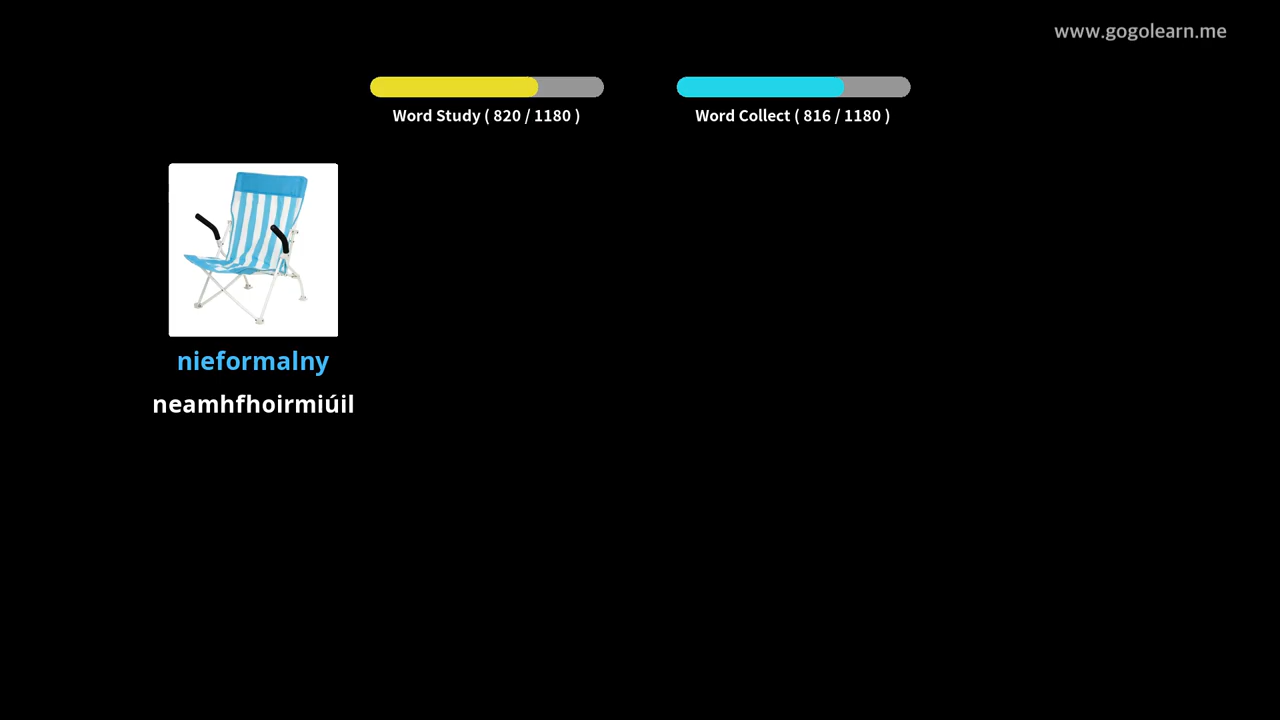 www.gogolearn.me
Word Study ( 820 / 1180 )
Word Collect ( 816 / 1180 )
nieformalny
neamhfhoirmiúil